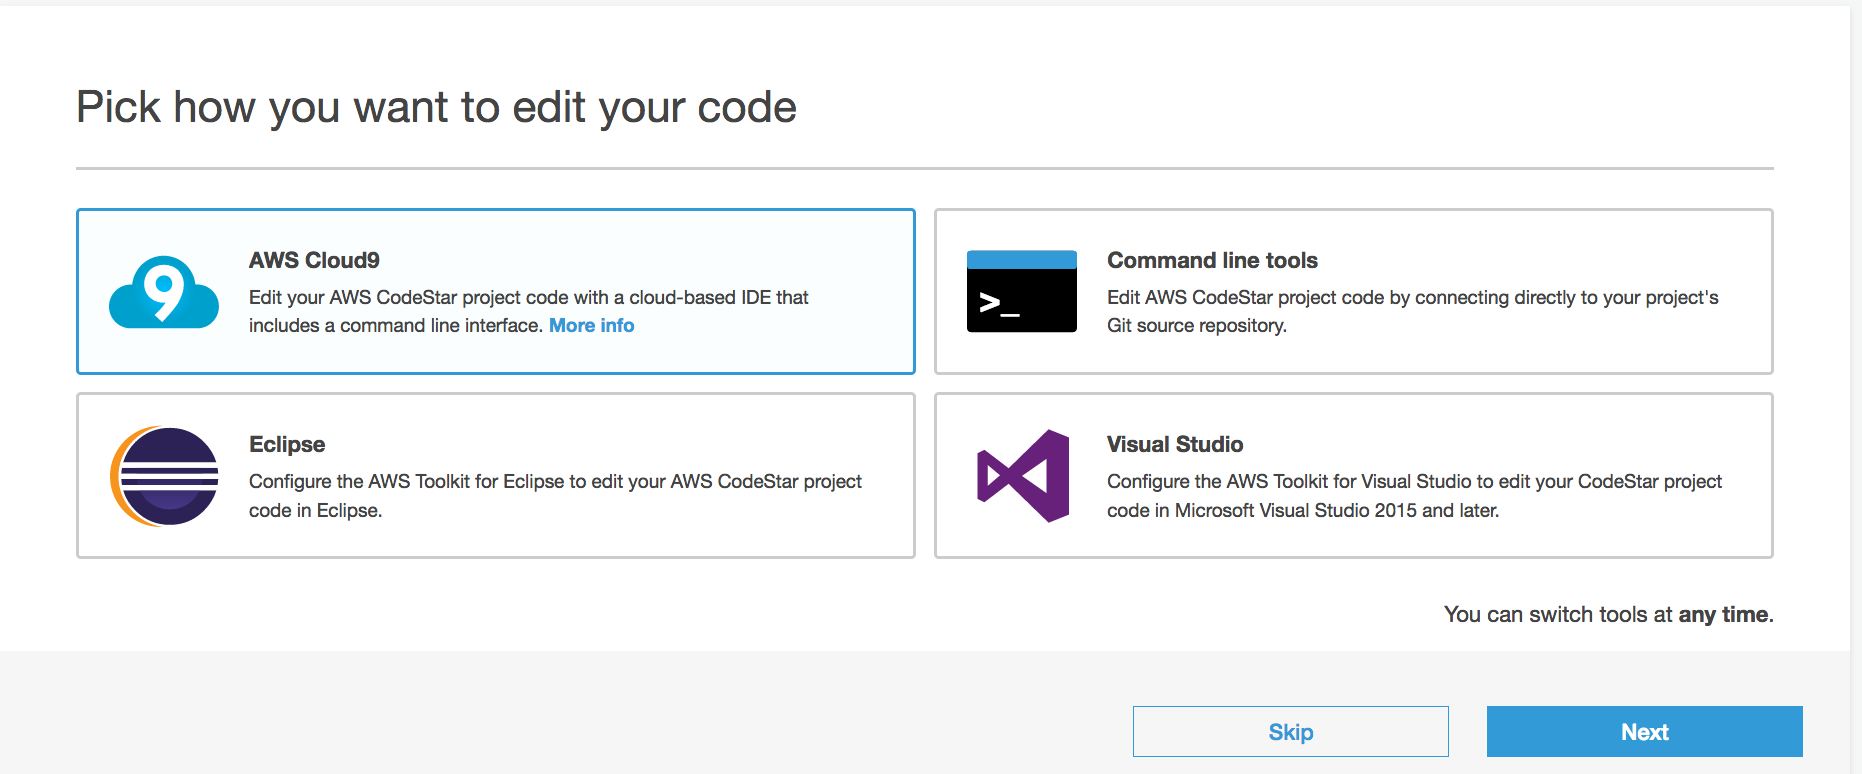 Pick how you want to edit your code
9
AWS Cloud9
Edit your AWS CodeStar project code with a cloud-based IDE that
includes a command line interface. More info
>_
Command line tools
Edit AWS CodeStar project code by connecting directly to your project's
Git source repository.
Eclipse
Configure the AWS Toolkit for Eclipse to edit your AWS CodeStar project
code in Eclipse.
Visual Studio
Configure the AWS Toolkit for Visual Studio to edit your CodeStar project
code in Microsoft Visual Studio 2015 and later.
You can switch tools at any time.
Skip
Next